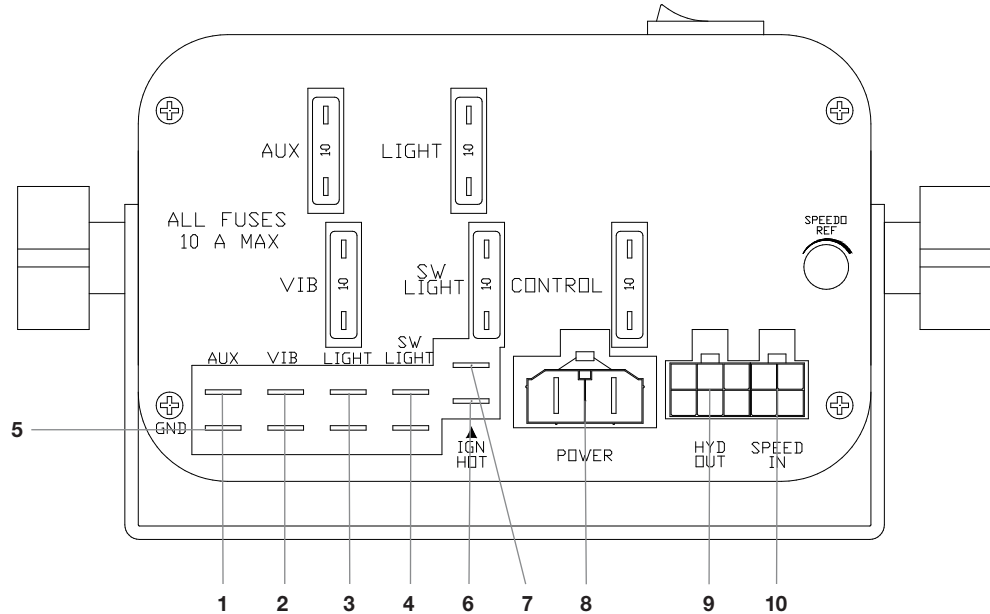 AUX
10
LIGHT
10
ALL FUSES
10 A MAX
SPEEDO
REF
VIB
10
SW
LIGHT
10
CONTROL
10
AUX
VIB
LIGHT
SW
LIGHT
5
GND
IGN
HOT
POWER
HYD
OUT
SPEED
IN
1
2
3
4
6
7
8
9
10